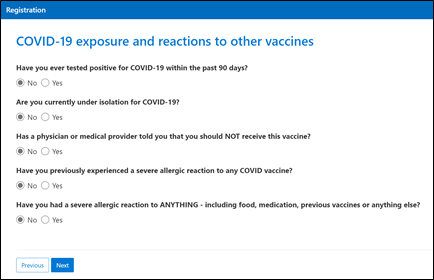 Registration
COVID-19 exposure and reactions to other vaccines
Have you ever tested positive for COVID-19 within the past 90 days?
No Yes
Are you currently under isolation for COVID-19?
No Yes
Has a physician or medical provider told you that you should NOT receive this vaccine?
No Yes
Have you previously experienced a severe allergic reaction to any COVID vaccine?
No Yes
Have you had a severe allergic reaction to ANYTHING - including food, medication, previous vaccines or anything else?
No Yes
Previous Next